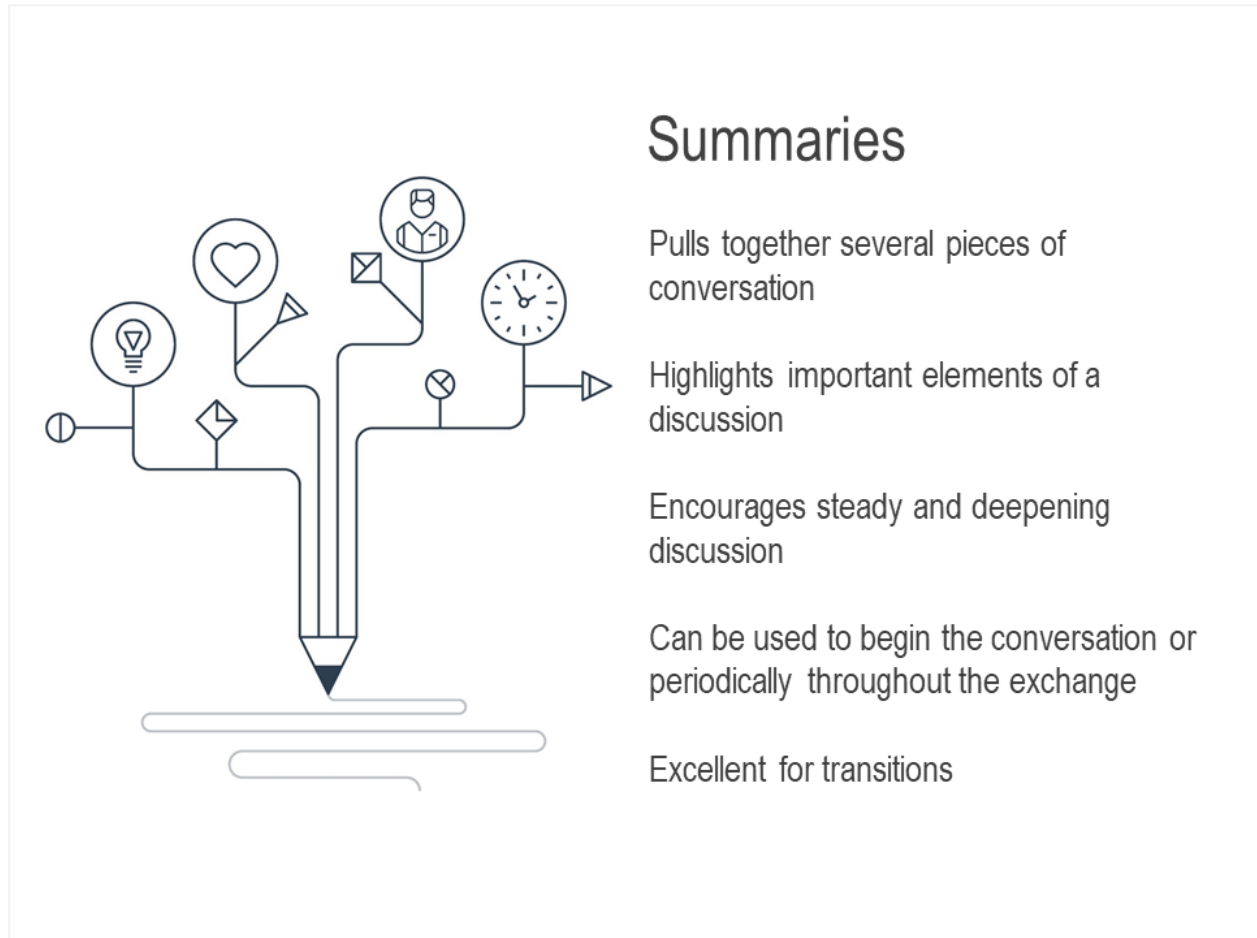 Summaries
Pulls together several pieces of
conversation
Highlights important elements of a
discussion
Encourages steady and deepening
discussion
Can be used to begin the conversation or
periodically throughout the exchange
Excellent for transitions